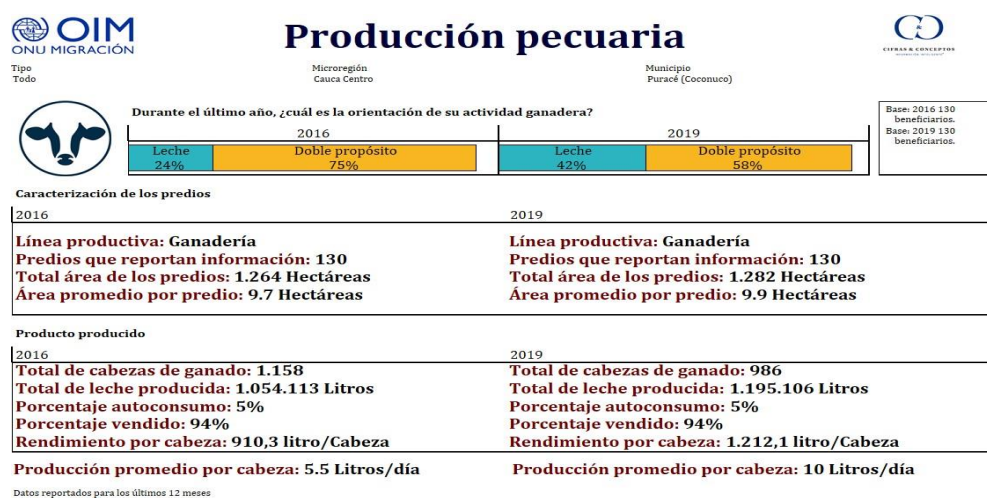 OIM
ONU MIGRACIÓN
Producción pecuaria
CIFRAS & CONCEPTOS
Tipo
Todo
Microregión
Cauca Centro
Municipio
Puracé (Coconuco)
Durante el último año, ¿cuál es la orientación de su actividad ganadera?
2016
2019
Leche
24%
Doble propósito
75%
Leche
42%
Doble propósito
58%
Base: 2016 130
beneficiarios.
Base: 2019 130
beneficiarios.
Caracterización de los predios
2016
Línea productiva: Ganadería
Predios que reportan información: 130
Total área de los predios: 1.264 Hectáreas
Área promedio por predio: 9.7 Hectáreas
2019
Línea productiva: Ganadería
Predios que reportan información: 130
Total área de los predios: 1.282 Hectáreas
Área promedio por predio: 9.9 Hectáreas
Producto producido
2016
Total de cabezas de ganado: 1.158
Total de leche producida: 1.054.113 Litros
Porcentaje autoconsumo: 5%
Porcentaje vendido: 94%
Rendimiento por cabeza: 910,3 litro/Cabeza
Producción promedio por cabeza: 5.5 Litros/día
2019
Total de cabezas de ganado: 986
Total de leche producida: 1.195.106 Litros
Porcentaje autoconsumo: 5%
Porcentaje vendido: 94%
Rendimiento por cabeza: 1.212,1 litro/Cabeza
Producción promedio por cabeza: 10 Litros/día
Datos reportados para los últimos 12 meses